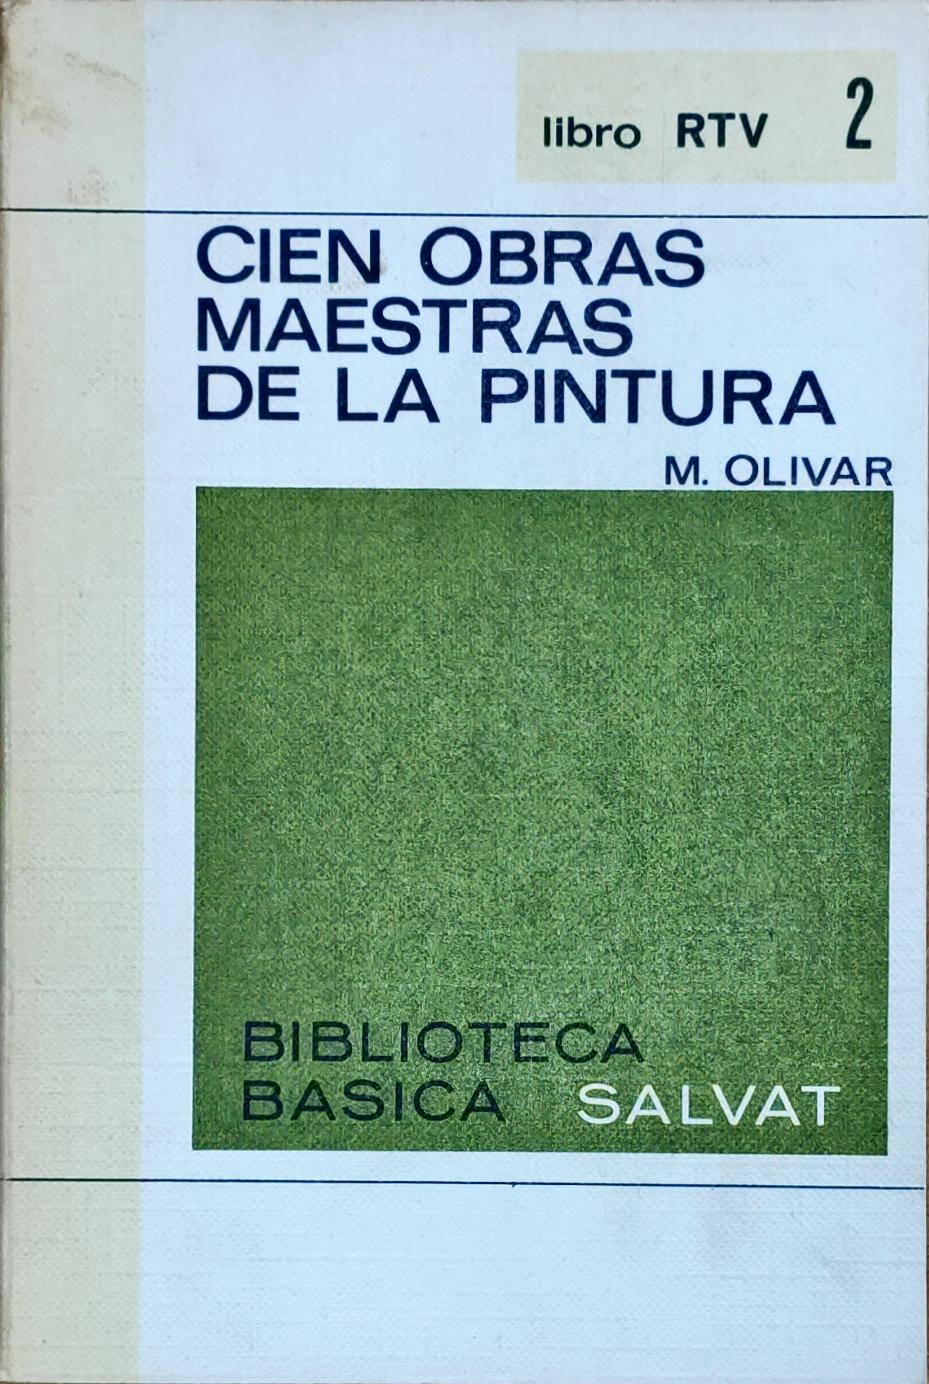 libro RTV 2
CIEN OBRAS
MAESTRAS
DE LA PINTURA
M. OLIVAR
BIBLIOTECA
BASICA SALVAT